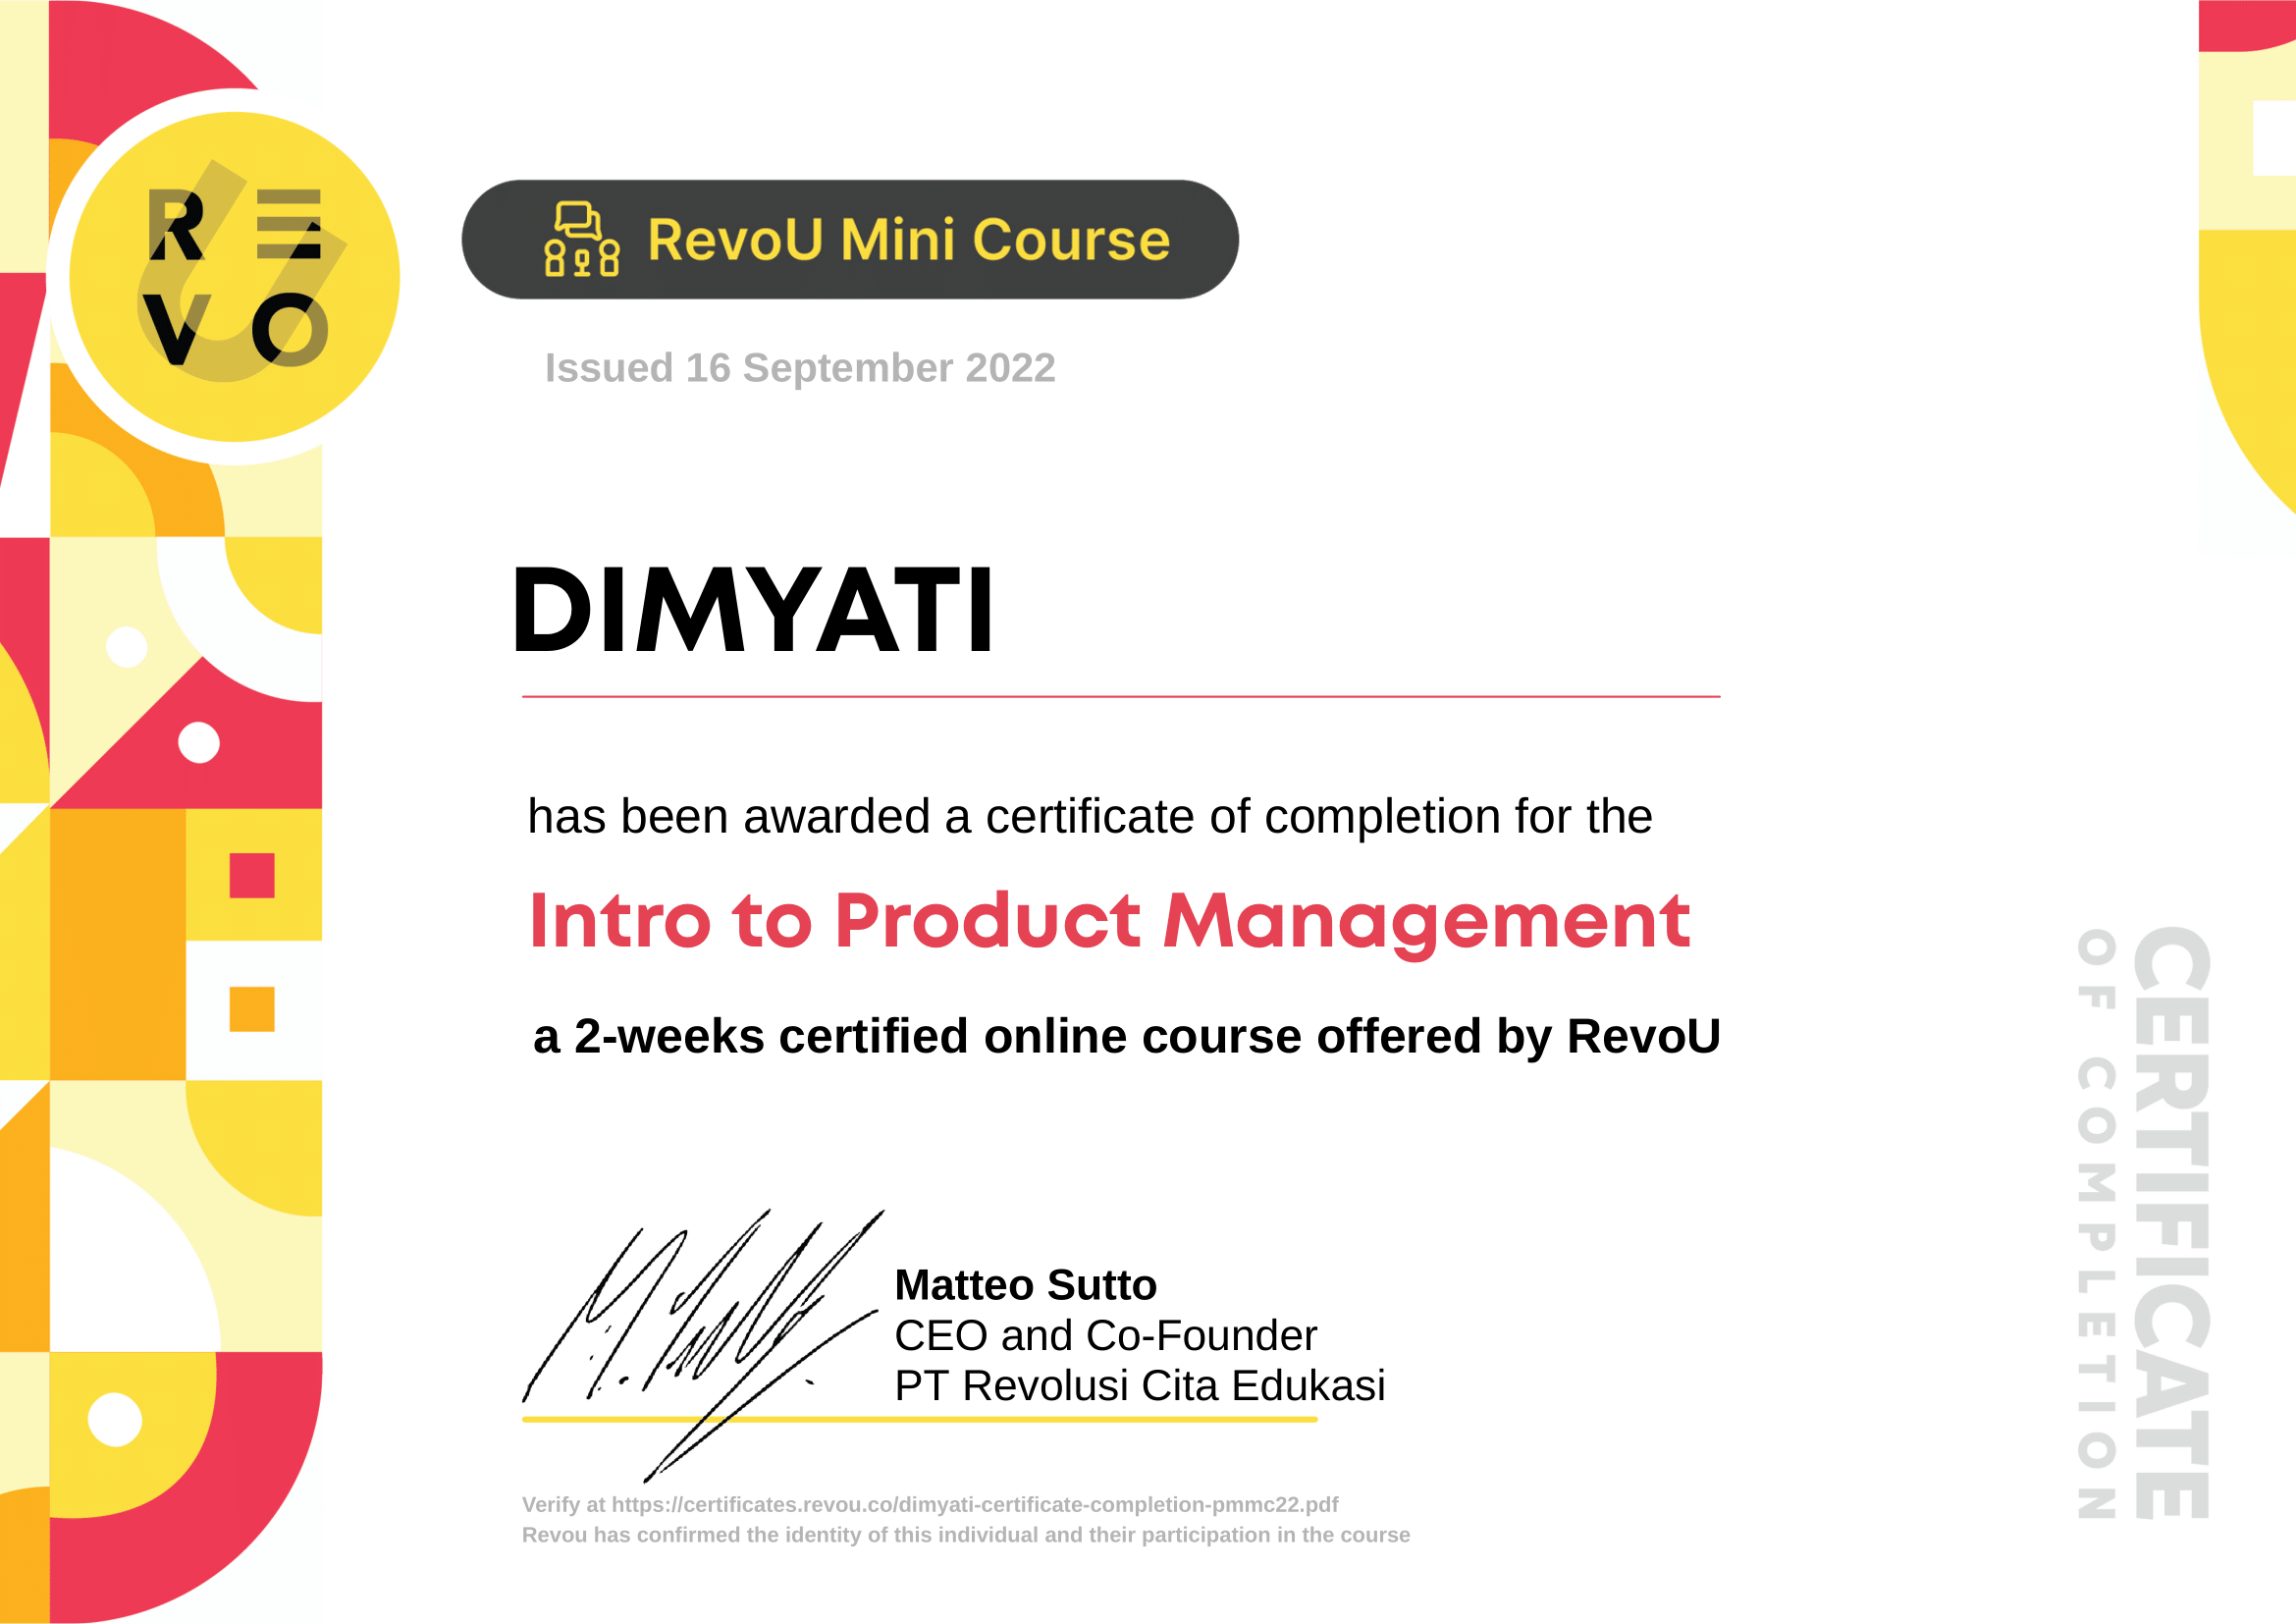 RE
VO
RevoU Mini Course
Issued 16 September 2022
DIMYATI
has been awarded a certificate of completion for the
Intro to Product Management
a 2-weeks certified online course offered by RevoU
Matteo Sutto
CEO and Co-Founder
PT Revolusi Cita Edukasi
Verify at https://certificates.revou.co/dimyati-certificate-completion-pmmc22.pdf
Revou has confirmed the identity of this individual and their participation in the course
CERTIFICATE
OF COMPLETION